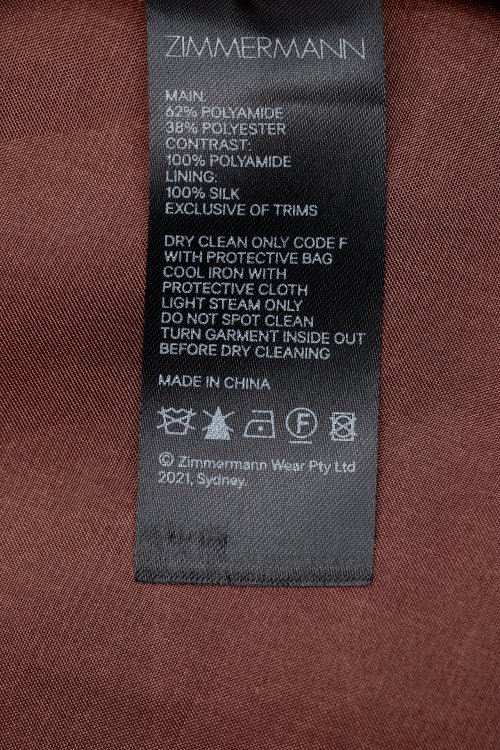 ZIMMERMANN
MAIN:
62% POLYAMIDE
38% POLYESTER
CONTRAST:
100% POLYAMIDE
LINING:
100% SILK
EXCLUSIVE OF TRIMS
DRY CLEAN ONLY CODE F
WITH PROTECTIVE BAG
COOL IRON WITH
PROTECTIVE CLOTH
LIGHT STEAM ONLY
DO NOT SPOT CLEAN
TURN GARMENT INSIDE OUT
BEFORE DRY CLEANING
MADE IN CHINA
F
© Zimmermann Wear Pty Ltd
2021, Sydney.